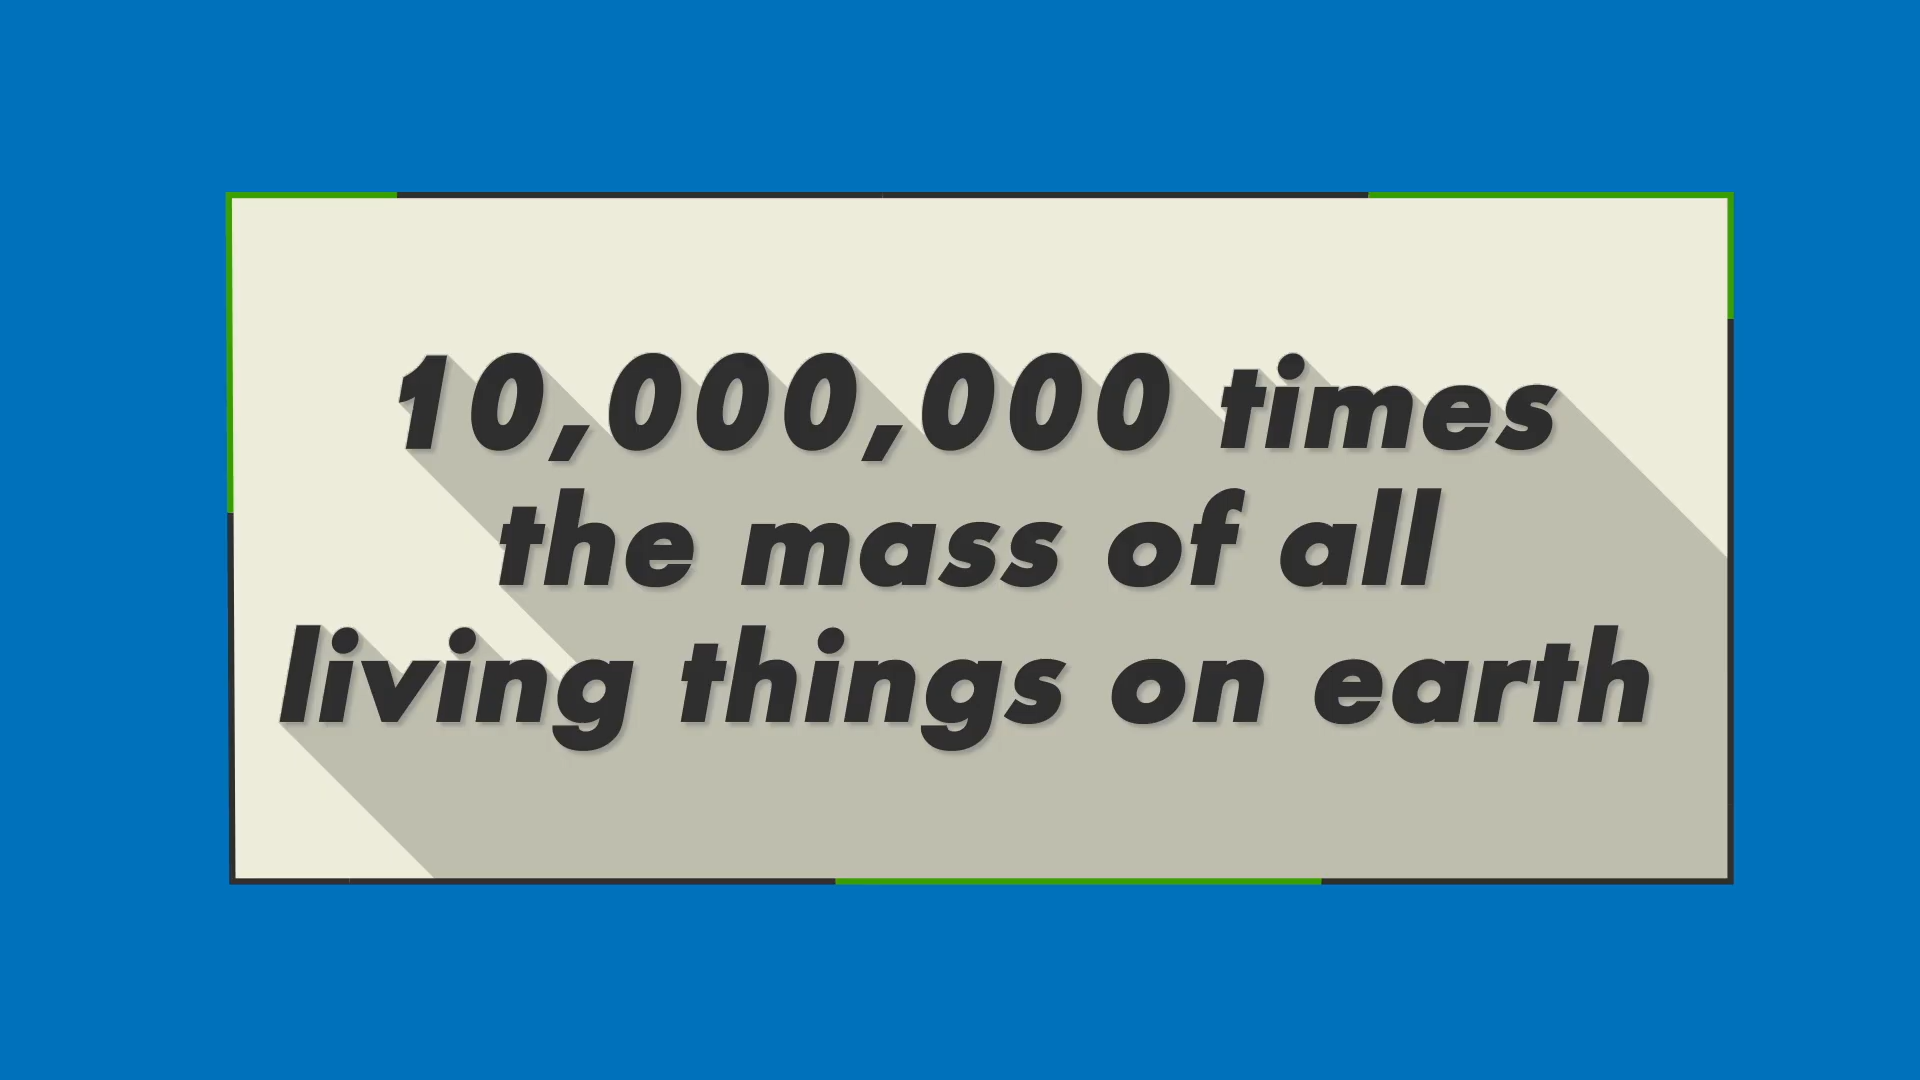 10,000,000 times
the mass of all
living things on earth